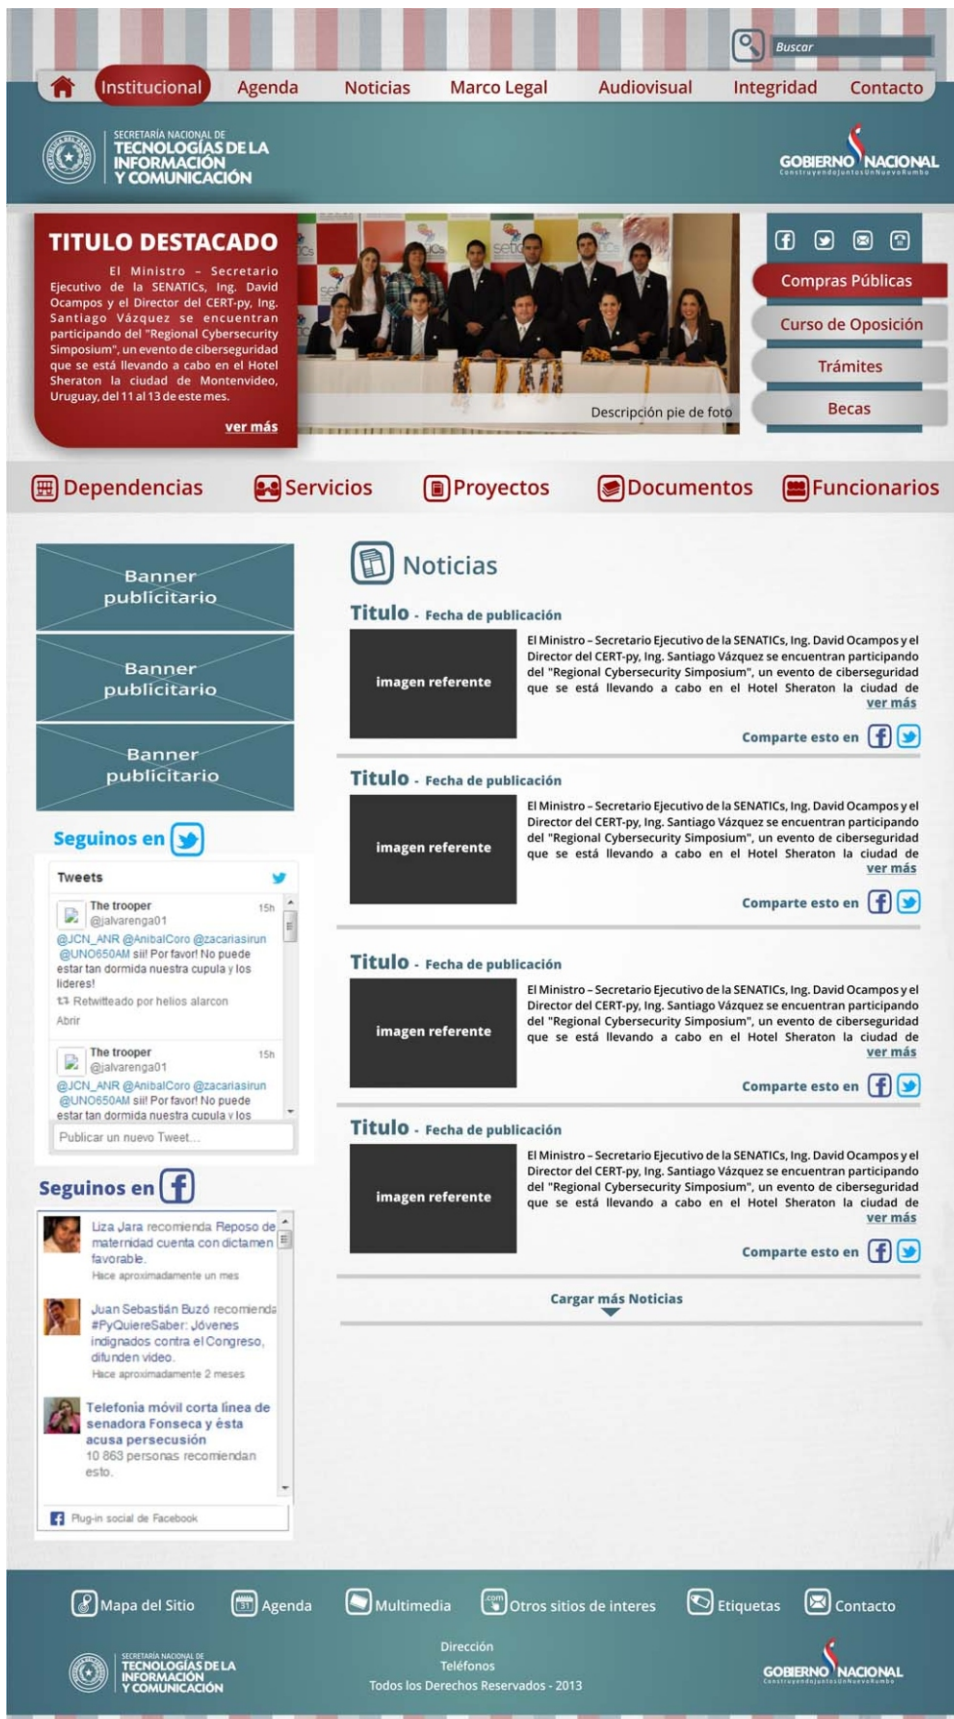 Buscar
Institucional
Agenda
Noticias
Marco Legal
Audiovisual
Integridad
Contacto
SECRETARÍA NACIONAL DE
TECNOLOGÍAS DE LA
INFORMACIÓN
Y COMUNICACIÓN
GOBIERNO NACIONAL
ConstruyendoJuntosUnNuevoRumbo
TITULO DESTACADO
El Ministro – Secretario
Ejecutivo de la SENATICs, Ing. David
Ocampos y el Director del CERT-py, Ing.
Santiago Vázquez se encuentran
participando del "Regional Cybersecurity
Simposium", un evento de ciberseguridad
que se está llevando a cabo en el Hotel
Sheraton la ciudad de Montenvideo,
Uruguay, del 11 al 13 de este mes.
ver más
Descripción pie de foto
Compras Públicas
Curso de Oposición
Trámites
Becas
Dependencias
Servicios
Proyectos
Documentos
Funcionarios
Banner
publicitario
Banner
publicitario
Banner
publicitario
Seguinos en
Tweets
The trooper 15h
@jalvarenga01
@JCN_ANR @AnibalCoro @zacariasirun
@UNO650AM sii! Por favor! No puede
estar tan dormida nuestra cupula y los
lideres!
Retwitteado por helios alarcon
Abrir
The trooper 15h
@jalvarenga01
@JCN_ANR @AnibalCoro @zacariasirun
@UNO650AM sii! Por favor! No puede
estar tan dormida nuestra cupula y los
Publicar un nuevo Tweet...
Seguinos en
Liza Jara recomienda Reposo de
maternidad cuenta con dictamen
favorable.
Hace aproximadamente un mes
Juan Sebastián Buzó recomienda
#PyQuiereSaber: Jóvenes
indignados contra el Congreso,
difunden video.
Hace aproximadamente 2 meses
Telefonía móvil corta línea de
senadora Fonseca y ésta
acusa persecusión
10 863 personas recomiendan
esto.
Plug-in social de Facebook
Noticias
Titulo - Fecha de publicación
imagen referente
El Ministro – Secretario Ejecutivo de la SENATICs, Ing. David Ocampos y el
Director del CERT-py, Ing. Santiago Vázquez se encuentran participando
del "Regional Cybersecurity Simposium", un evento de ciberseguridad
que se está llevando a cabo en el Hotel Sheraton la ciudad de
ver más
Comparte esto en
Titulo - Fecha de publicación
imagen referente
El Ministro – Secretario Ejecutivo de la SENATICs, Ing. David Ocampos y el
Director del CERT-py, Ing. Santiago Vázquez se encuentran participando
del "Regional Cybersecurity Simposium", un evento de ciberseguridad
que se está llevando a cabo en el Hotel Sheraton la ciudad de
ver más
Comparte esto en
Titulo - Fecha de publicación
imagen referente
El Ministro – Secretario Ejecutivo de la SENATICs, Ing. David Ocampos y el
Director del CERT-py, Ing. Santiago Vázquez se encuentran participando
del "Regional Cybersecurity Simposium", un evento de ciberseguridad
que se está llevando a cabo en el Hotel Sheraton la ciudad de
ver más
Comparte esto en
Titulo - Fecha de publicación
imagen referente
El Ministro – Secretario Ejecutivo de la SENATICs, Ing. David Ocampos y el
Director del CERT-py, Ing. Santiago Vázquez se encuentran participando
del "Regional Cybersecurity Simposium", un evento de ciberseguridad
que se está llevando a cabo en el Hotel Sheraton la ciudad de
ver más
Comparte esto en
Cargar más Noticias
Mapa del Sitio
31
Agenda
Multimedia
.com
Otros sitios de interes
Etiquetas
Contacto
SECRETARÍA NACIONAL DE
TECNOLOGÍAS DE LA
INFORMACIÓN
Y COMUNICACIÓN
Dirección
Teléfonos
Todos los Derechos Reservados - 2013
GOBIERNO NACIONAL
ConstruyendoJuntosUnNuevoRumbo